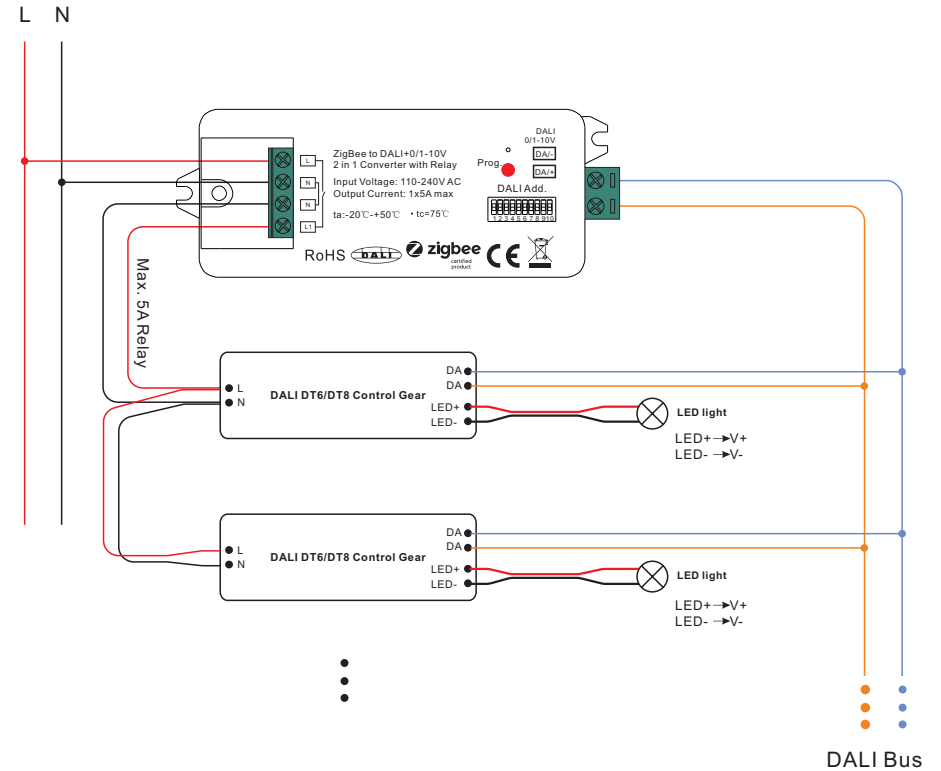 L N
DALI
0/1-10V
ZigBee to DALI+0/1-10V
2 in 1 Converter with Relay
Input Voltage: 110-240V AC
Output Current: 1x5A max
ta:-20℃-+50℃ •tc=75℃
L
N
N
L1
Prog.
DA/-
DA/+
DALI Add.
1 2 3 4 5 6 7 8 9 10
RoHS DALI zigbee CE
certified
product
Max. 5A Relay
L
N
DALI DT6/DT8 Control Gear
DA
DA
LED+
LED-
LED light
LED+→V+
LED- →V-
L
N
DALI DT6/DT8 Control Gear
DA
DA
LED+
LED-
LED light
LED+→V+
LED- →V-
DALI Bus